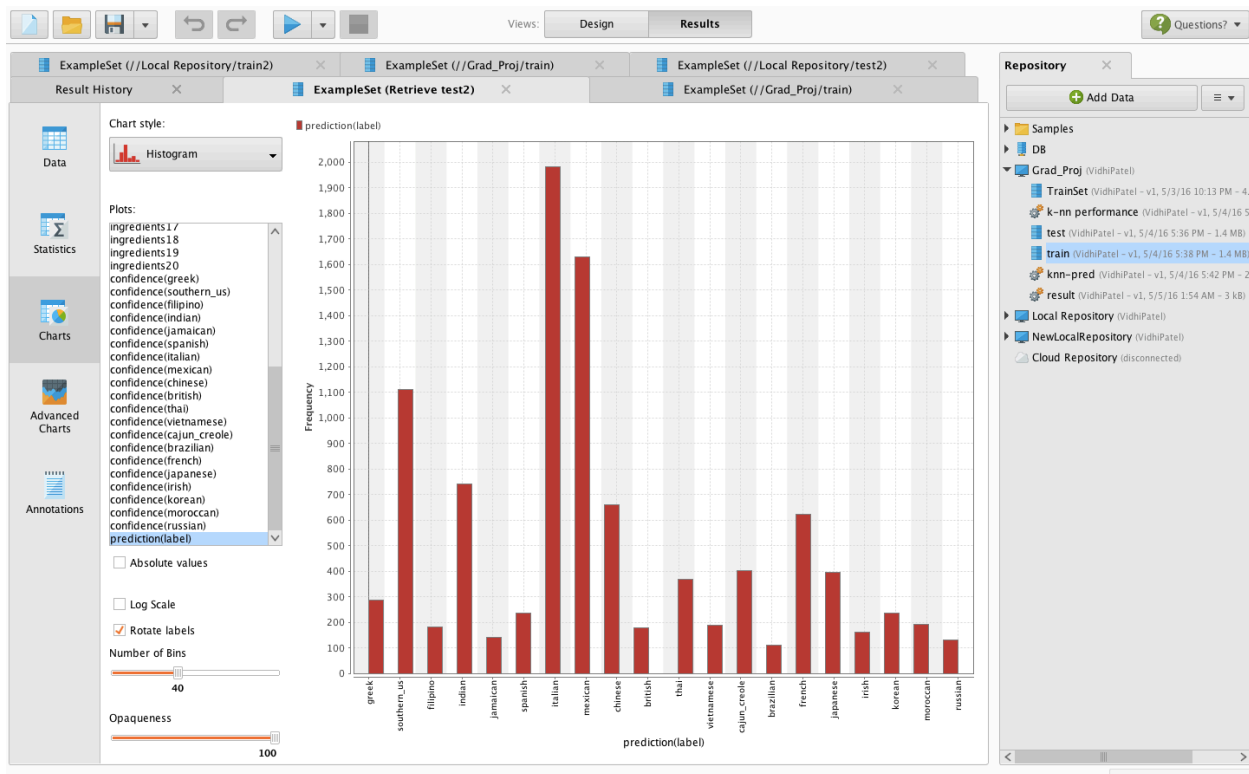 Views:
Design
Results
Questions?
ExampleSet (//Local Repository/train2)
ExampleSet (//Grad_Proj/train)
ExampleSet (//Local Repository/test2)
Result History
ExampleSet (Retrieve test2)
ExampleSet (//Grad_Proj/train)
Data
Statistics
Charts
Advanced
Charts
Annotations
Chart style:
Histogram
Plots:
ingredients17
ingredients18
ingredients19
ingredients20
confidence(greek)
confidence(southern_us)
confidence(filipino)
confidence(indian)
confidence(jamaican)
confidence(spanish)
confidence(italian)
confidence(mexican)
confidence(chinese)
confidence(british)
confidence(thai)
confidence(vietnamese)
confidence(cajun_creole)
confidence(brazilian)
confidence(french)
confidence(japanese)
confidence(irish)
confidence(korean)
confidence(moroccan)
confidence(russian)
prediction(label)
Absolute values
Log Scale
Rotate labels
Number of Bins
40
Opaqueness
100
prediction(label)
2,000
1,900
1,800
1,700
1,600
1,500
1,400
1,300
1,200
1,100
1,000
900
800
700
600
500
400
300
200
100
0
Frequency
greek
southern_us
filipino
indian
jamaican
spanish
italian
mexican
chinese
british
thai
vietnamese
cajun_creole
brazilian
french
japanese
irish
korean
moroccan
russian
prediction(label)
Repository
Add Data
Samples
DB
Grad_Proj (VidhiPatel)
TrainSet (VidhiPatel – v1, 5/3/16 10:13 PM – 4.
k-nn performance (VidhiPatel – v1, 5/4/16 5
test (VidhiPatel – v1, 5/4/16 5:36 PM – 1.4 MB)
train (VidhiPatel – v1, 5/4/16 5:38 PM – 1.4 MB)
knn-pred (VidhiPatel – v1, 5/4/16 5:42 PM – 2
result (VidhiPatel – v1, 5/5/16 1:54 AM – 3 kB)
Local Repository (VidhiPatel)
NewLocalRepository (VidhiPatel)
Cloud Repository (disconnected)